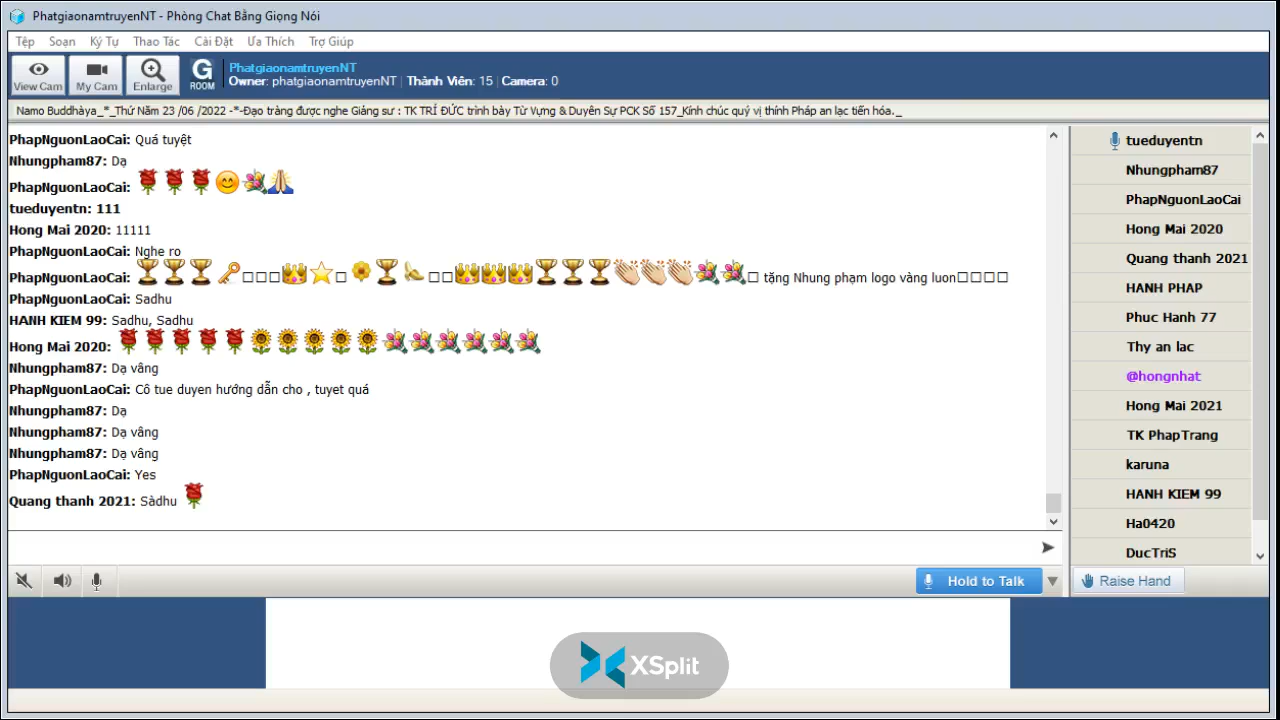 PhatgiaonamtruyenNT - Phòng Chat Bằng Giọng Nói
Tệp Soạn Ký Tự Thao Tác Cài Đặt Ưa Thích Trợ Giúp
View Cam My Cam Enlarge G ROOM
PhatgiaonamtruyenNT
Owner: phatgiaonamtruyenNT | Thành Viên: 15 | Camera: 0
Namo Buddhàya_*_Thứ Năm 23 /06 /2022 -*-Đạo tràng được nghe Giảng sư : TK TRÍ ĐỨC trình bày Từ Vựng & Duyên Sự PCK Số 157_Kính chúc quý vị thính Pháp an lạc tiến hóa._
PhapNguonLaoCai: Quá tuyệt
Nhungpham87: Dạ
PhapNguonLaoCai: 🌹🌹🌹😊💐🙏
tueduyentn: 111
Hong Mai 2020: 11111
PhapNguonLaoCai: Nghe ro
PhapNguonLaoCai: 🏆🏆🏆🔑□□□👑⭐□🌼🏆🍌□□👑👑👑🏆🏆🏆👏👏👏💐💐□ tặng Nhung phạm logo vàng luon□□□□
PhapNguonLaoCai: Sadhu
HANH KIEM 99: Sadhu, Sadhu
Hong Mai 2020: 🌹🌹🌹🌹🌹🌻🌻🌻🌻🌻💐💐💐💐💐💐
Nhungpham87: Dạ vâng
PhapNguonLaoCai: Cô tue duyen hướng dẫn cho , tuyet quá
Nhungpham87: Dạ
Nhungpham87: Dạ vâng
Nhungpham87: Dạ vâng
PhapNguonLaoCai: Yes
Quang thanh 2021: Sàdhu 🌹
Hold to Talk
tueduyentn
Nhungpham87
PhapNguonLaoCai
Hong Mai 2020
Quang thanh 2021
HANH PHAP
Phuc Hanh 77
Thy an lac
@hongnhat
Hong Mai 2021
TK PhapTrang
karuna
HANH KIEM 99
Ha0420
DucTriS
Raise Hand
XSplit